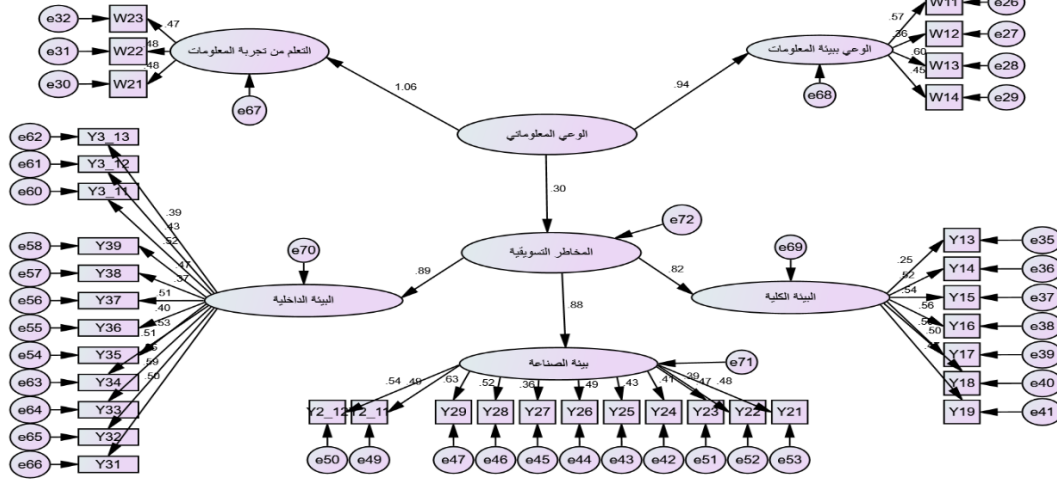 e32 W23 .47
e31 W22 .48
e30 W21 .48
التعلم من تجربة المعلومات
e67
1.06
.94
الوعي ببيئة المعلومات
e68
.57 W11 e26
.36 W12 e27
.60 W13 e28
.45 W14 e29
الوعي المعلوماتي
.30
المخاطر التسويقية
e72
.89
.88
.82
e62 Y3_13 .39
e61 Y3_12 .43
e60 Y3_11 .52
e58 Y39 .47
e57 Y38 .37
e56 Y37 .51
e55 Y36 .40
e54 Y35 .53
e63 Y34 .51
e64 Y33
e65 Y32 .59
e66 Y31 .50
e70
البيئة الداخلية
e69
البيئة الكلية
.25 Y13 e35
.52 Y14 e36
.54 Y15 e37
.56 Y16 e38
Y17 e39
.50 Y18 e40
Y19 e41
بيئة الصناعة
e71
.54 .49 .63 .52 .36 .49 .43 .41 .39 .47 .48
Y2_12 Y2_11 Y29 Y28 Y27 Y26 Y25 Y24 Y23 Y22 Y21
e50 e49 e47 e46 e45 e44 e43 e42 e51 e52 e53